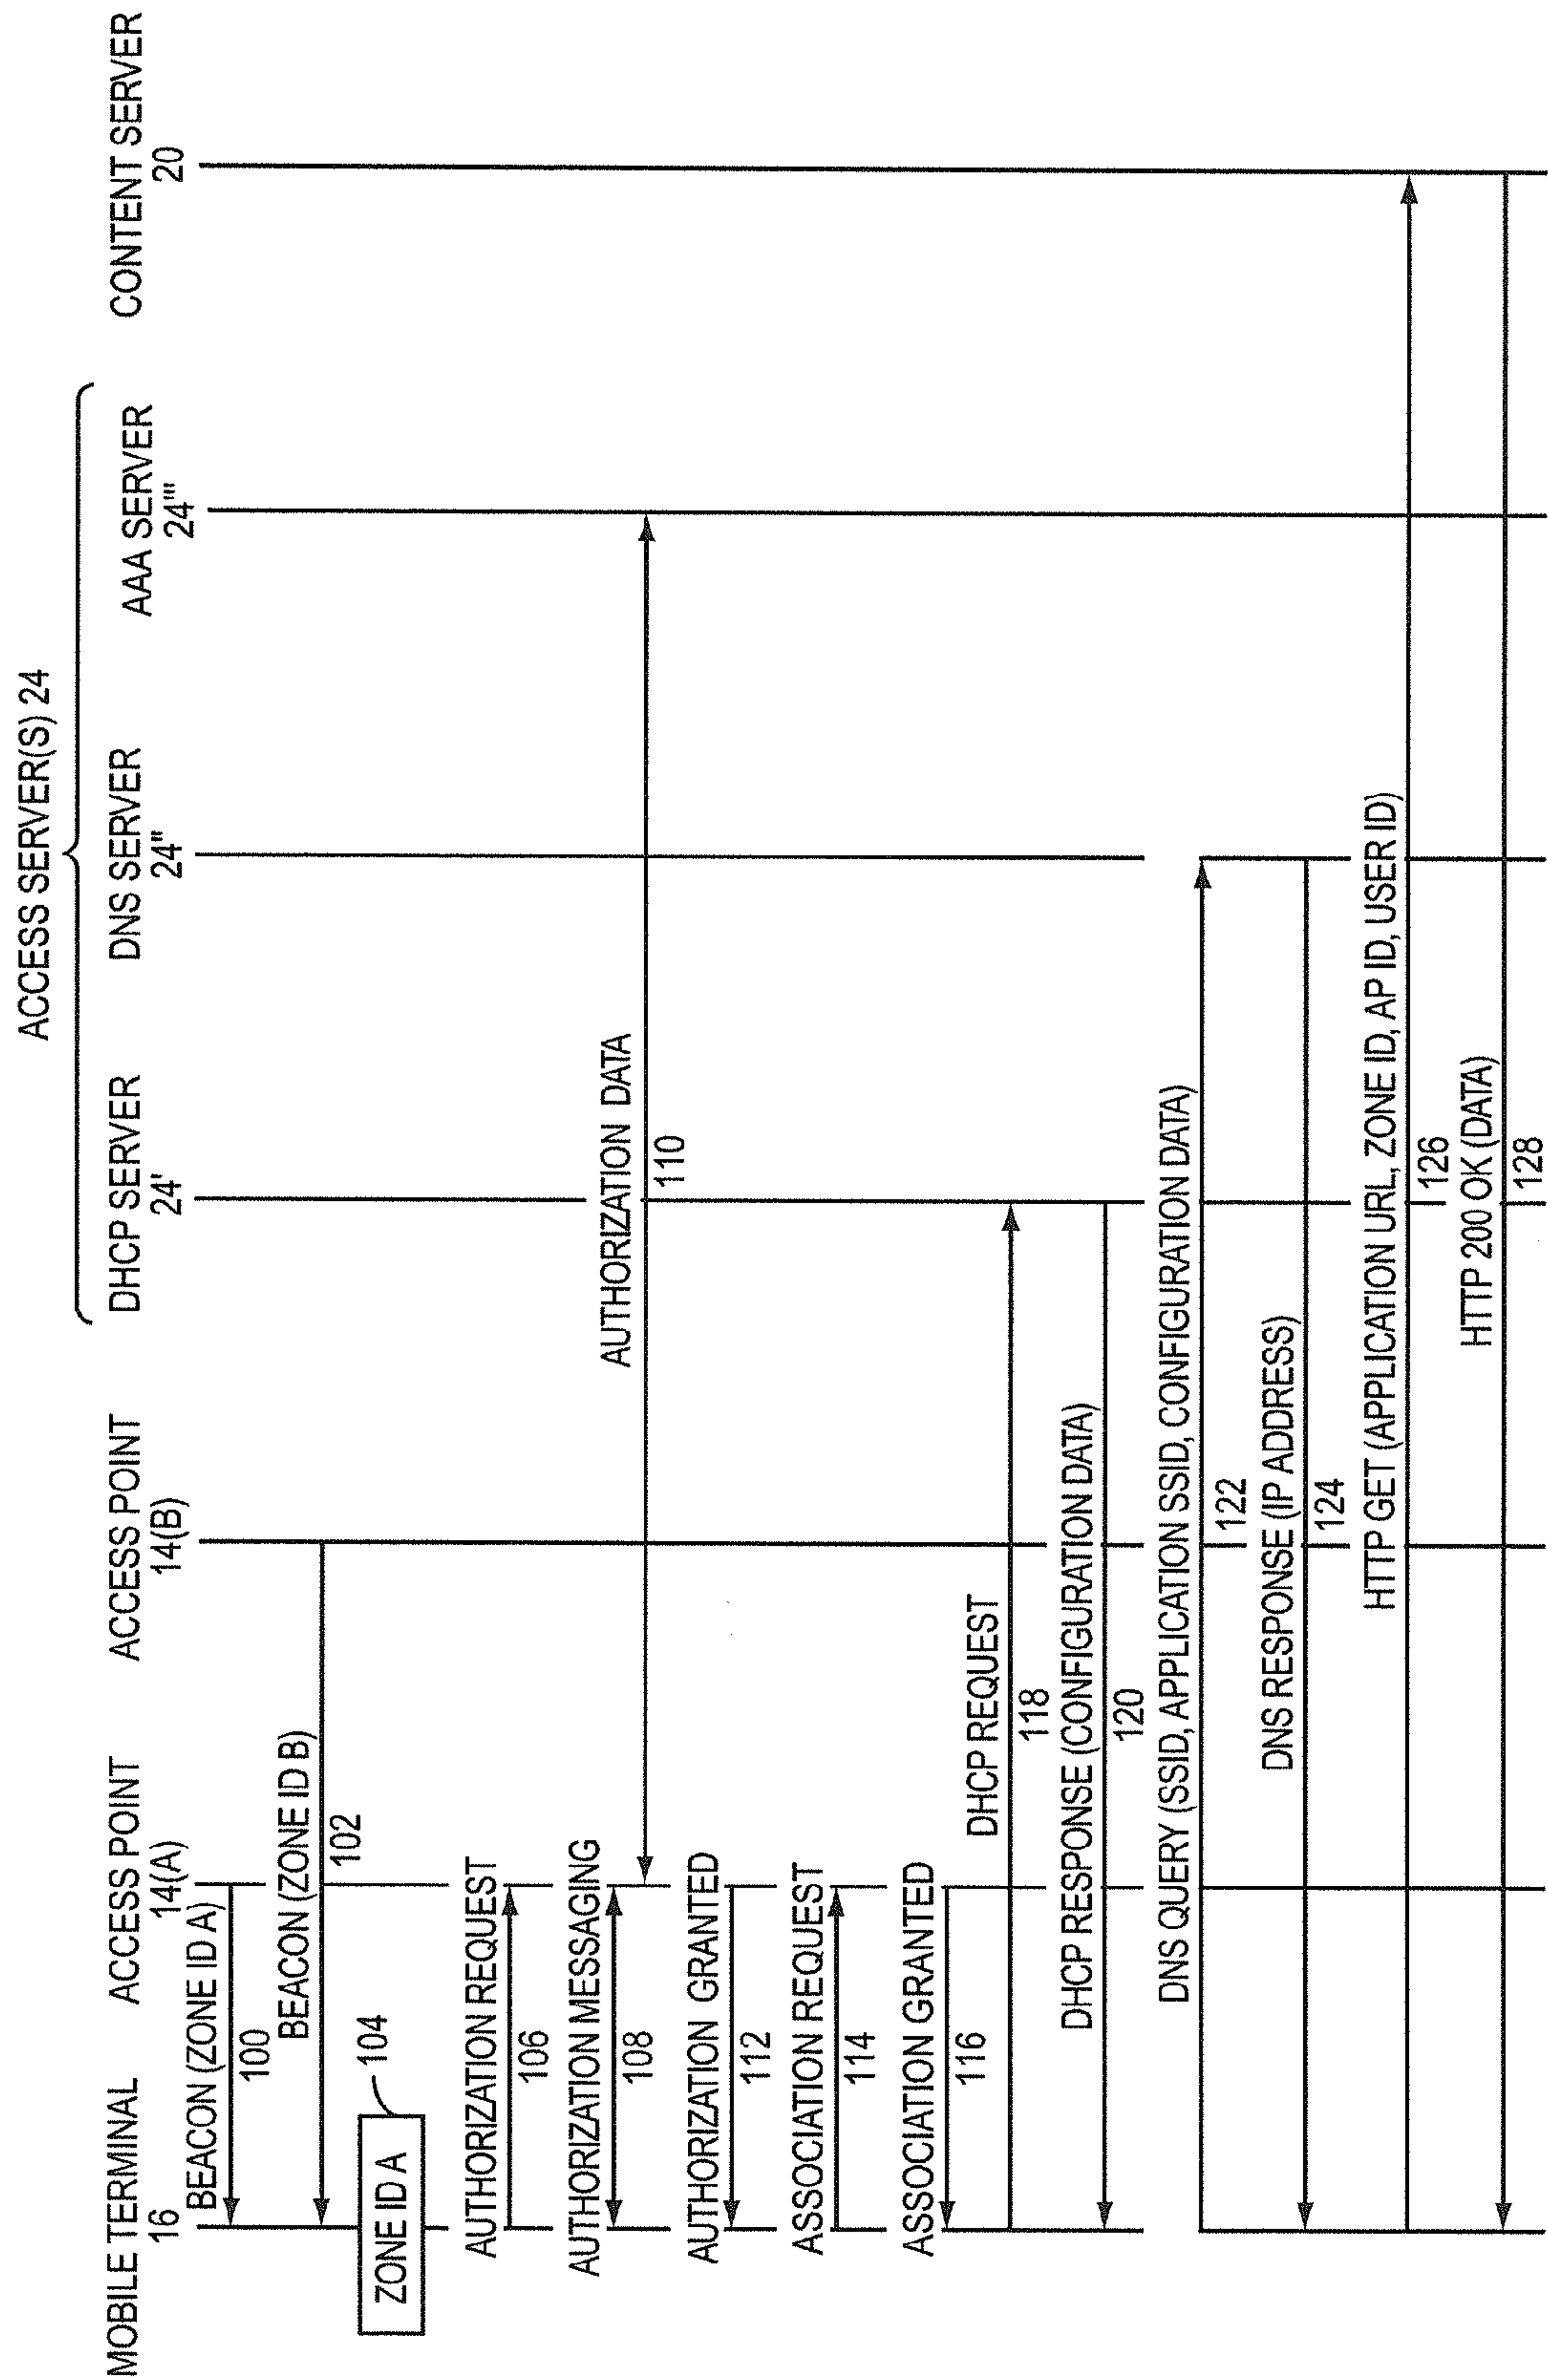 ACCESS SERVER(S) 24
MOBILE TERMINAL
16
ACCESS POINT
14(A)
ACCESS POINT
14(B)
DHCP SERVER
24'
DNS SERVER
24"
AAA SERVER
24'"
CONTENT SERVER
20
BEACON (ZONE ID A)
100
BEACON (ZONE ID B)
102
ZONE ID A
104
AUTHORIZATION REQUEST
106
AUTHORIZATION MESSAGING
108
AUTHORIZATION DATA
110
AUTHORIZATION GRANTED
112
ASSOCIATION REQUEST
114
ASSOCIATION GRANTED
116
DHCP REQUEST
118
DHCP RESPONSE (CONFIGURATION DATA)
120
DNS QUERY (SSID, APPLICATION SSID, CONFIGURATION DATA)
122
DNS RESPONSE (IP ADDRESS)
124
HTTP GET (APPLICATION URL, ZONE ID, AP ID, USER ID)
126
HTTP 200 OK (DATA)
128